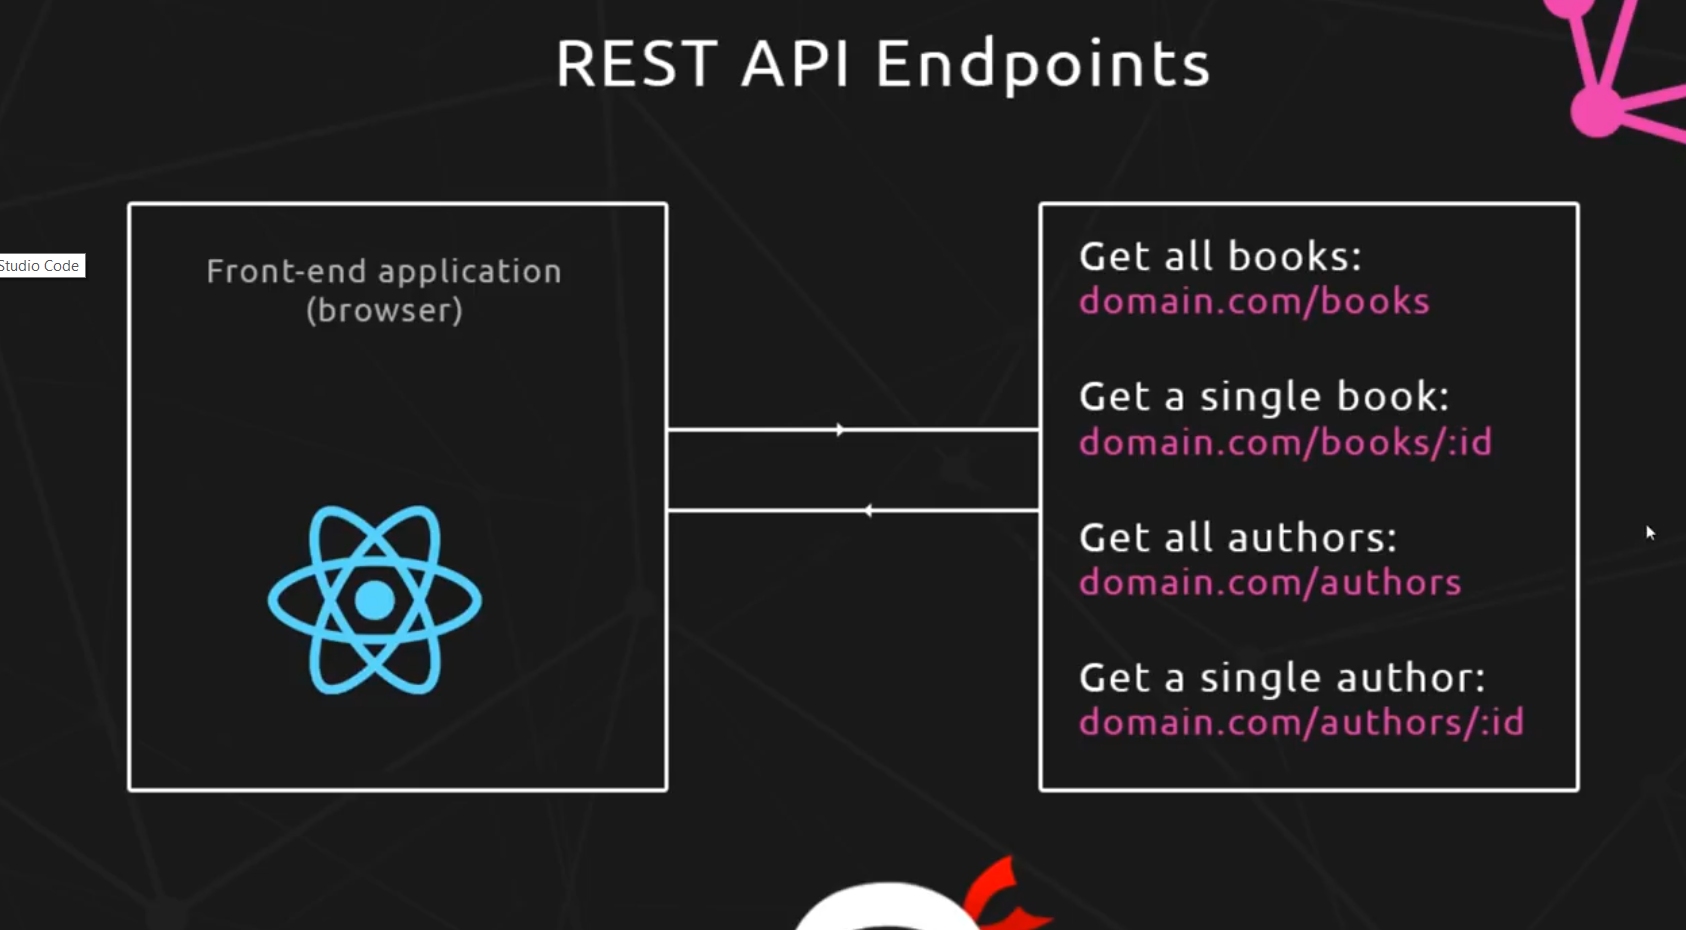 REST API Endpoints
Studio Code
Front-end application
(browser)
Get all books:
domain.com/books
Get a single book:
domain.com/books/:id
Get all authors:
domain.com/authors
Get a single author:
domain.com/authors/:id